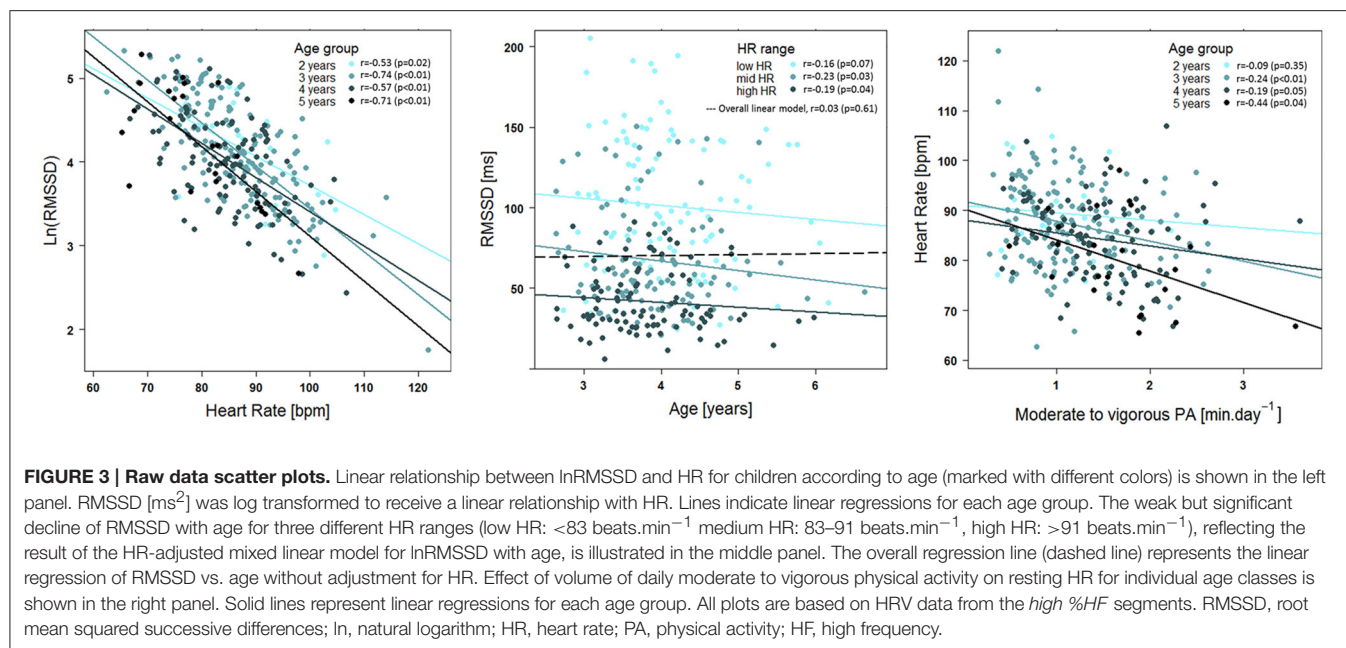 Age group
2 years r=-0.53 (p=0.02)
3 years r=-0.74 (p<0.01)
4 years r=-0.57 (p<0.01)
5 years r=-0.71 (p<0.01)
Ln(RMSSD)
5
4
3
2
60 70 80 90 100 110 120
Heart Rate [bpm]
HR range
low HR r=-0.16 (p=0.07)
mid HR r=-0.23 (p=0.03)
high HR r=-0.19 (p=0.04)
--- Overall linear model, r=0.03 (p=0.61)
RMSSD [ms]
200
150
100
50
0
3 4 5 6
Age [years]
Age group
2 years r=-0.09 (p=0.35)
3 years r=-0.24 (p<0.01)
4 years r=-0.19 (p=0.05)
5 years r=-0.44 (p=0.04)
Heart Rate [bpm]
120
110
100
90
80
70
60
1 2 3
Moderate to vigorous PA [min.day⁻¹]
FIGURE 3 | Raw data scatter plots. Linear relationship between lnRMSSD and HR for children according to age (marked with different colors) is shown in the left
panel. RMSSD [ms²] was log transformed to receive a linear relationship with HR. Lines indicate linear regressions for each age group. The weak but significant
decline of RMSSD with age for three different HR ranges (low HR: <83 beats.min⁻¹ medium HR: 83–91 beats.min⁻¹, high HR: >91 beats.min⁻¹), reflecting the
result of the HR-adjusted mixed linear model for lnRMSSD with age, is illustrated in the middle panel. The overall regression line (dashed line) represents the linear
regression of RMSSD vs. age without adjustment for HR. Effect of volume of daily moderate to vigorous physical activity on resting HR for individual age classes is
shown in the right panel. Solid lines represent linear regressions for each age group. All plots are based on HRV data from the high %HF segments. RMSSD, root
mean squared successive differences; ln, natural logarithm; HR, heart rate; PA, physical activity; HF, high frequency.